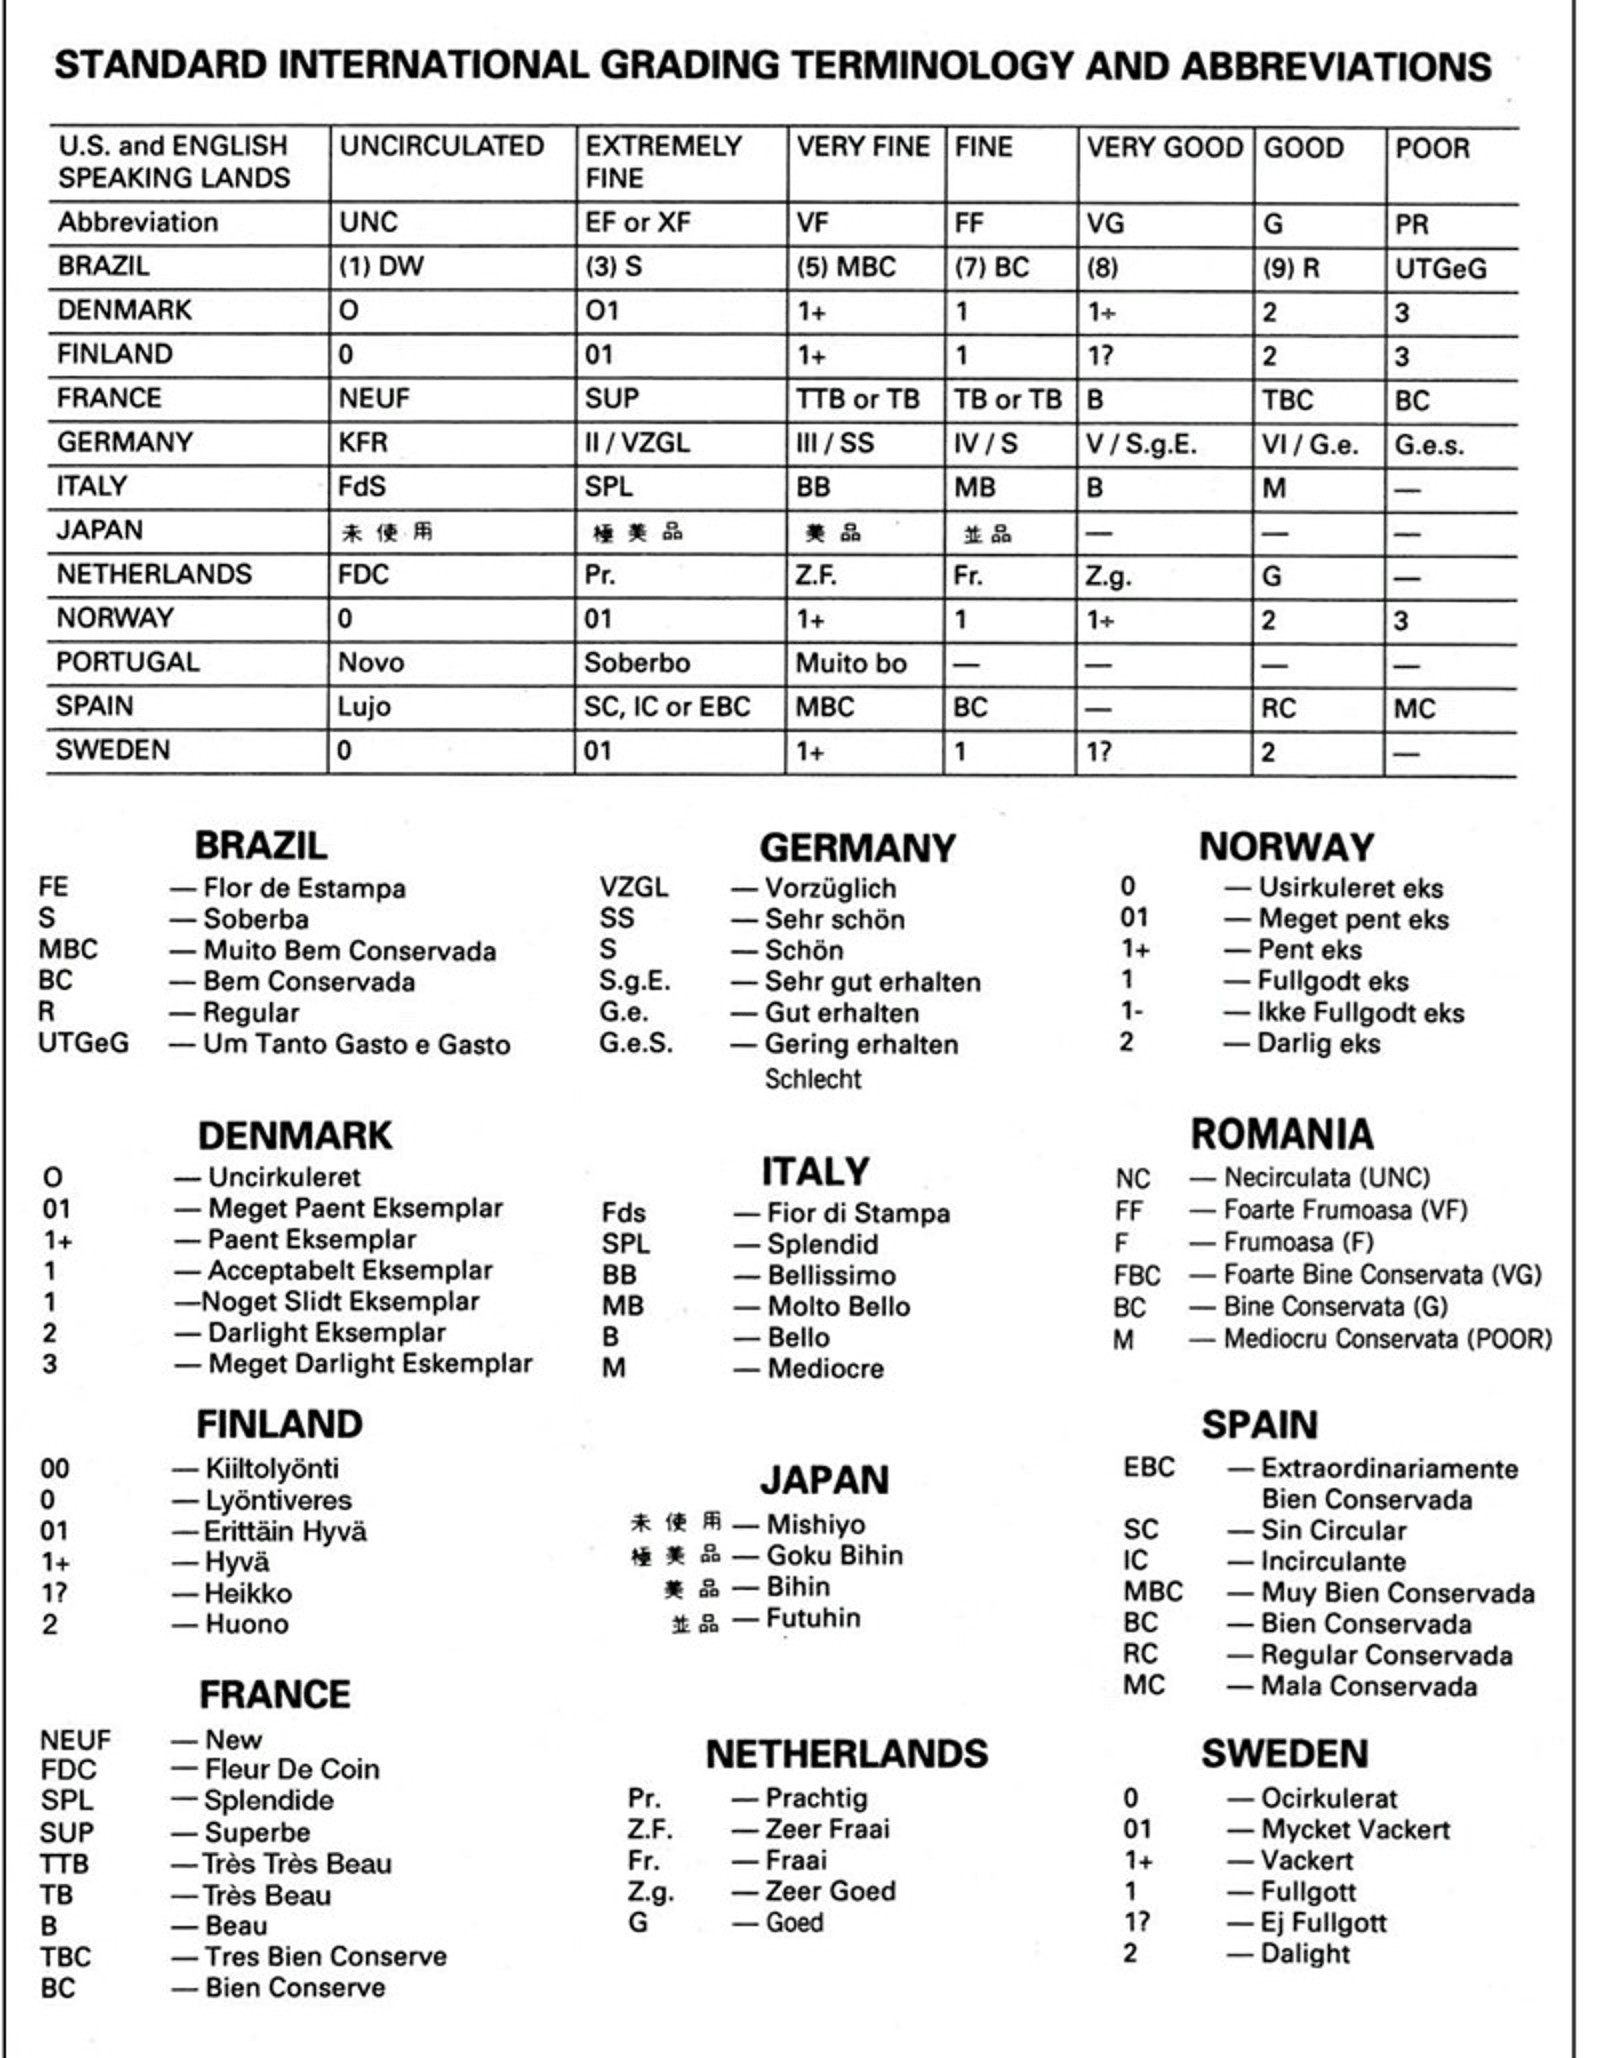 STANDARD INTERNATIONAL GRADING TERMINOLOGY AND ABBREVIATIONS
U.S. and ENGLISH SPEAKING LANDS | UNCIRCULATED | EXTREMELY FINE | VERY FINE | FINE | VERY GOOD | GOOD | POOR
Abbreviation | UNC | EF or XF | VF | FF | VG | G | PR
BRAZIL | (1) DW | (3) S | (5) MBC | (7) BC | (8) | (9) R | UTGeG
DENMARK | O | O1 | 1+ | 1 | 1÷ | 2 | 3
FINLAND | 0 | 01 | 1+ | 1 | 1? | 2 | 3
FRANCE | NEUF | SUP | TTB or TB | TB or TB | B | TBC | BC
GERMANY | KFR | II / VZGL | III / SS | IV / S | V / S.g.E. | VI / G.e. | G.e.s.
ITALY | FdS | SPL | BB | MB | B | M | —
JAPAN | 未使用 | 極美品 | 美品 | 並品 | — | — | —
NETHERLANDS | FDC | Pr. | Z.F. | Fr. | Z.g. | G | —
NORWAY | 0 | 01 | 1+ | 1 | 1÷ | 2 | 3
PORTUGAL | Novo | Soberbo | Muito bo | — | — | — | —
SPAIN | Lujo | SC, IC or EBC | MBC | BC | — | RC | MC
SWEDEN | 0 | 01 | 1+ | 1 | 1? | 2 | —
BRAZIL
FE — Flor de Estampa
S — Soberba
MBC — Muito Bem Conservada
BC — Bem Conservada
R — Regular
UTGeG — Um Tanto Gasto e Gasto
DENMARK
O — Uncirkuleret
01 — Meget Paent Eksemplar
1+ — Paent Eksemplar
1 — Acceptabelt Eksemplar
1 —Noget Slidt Eksemplar
2 — Darlight Eksemplar
3 — Meget Darlight Eskemplar
FINLAND
00 — Kiiltolyönti
0 — Lyöntiveres
01 — Erittäin Hyvä
1+ — Hyvä
1? — Heikko
2 — Huono
FRANCE
NEUF — New
FDC — Fleur De Coin
SPL — Splendide
SUP — Superbe
TTB — Très Très Beau
TB — Très Beau
B — Beau
TBC — Tres Bien Conserve
BC — Bien Conserve
GERMANY
VZGL — Vorzüglich
SS — Sehr schön
S — Schön
S.g.E. — Sehr gut erhalten
G.e. — Gut erhalten
G.e.S. — Gering erhalten
Schlecht
ITALY
Fds — Fior di Stampa
SPL — Splendid
BB — Bellissimo
MB — Molto Bello
B — Bello
M — Mediocre
JAPAN
未使用 — Mishiyo
極美品 — Goku Bihin
美品 — Bihin
並品 — Futuhin
NETHERLANDS
Pr. — Prachtig
Z.F. — Zeer Fraai
Fr. — Fraai
Z.g. — Zeer Goed
G — Goed
NORWAY
0 — Usirkuleret eks
01 — Meget pent eks
1+ — Pent eks
1 — Fullgodt eks
1- — Ikke Fullgodt eks
2 — Darlig eks
ROMANIA
NC — Necirculata (UNC)
FF — Foarte Frumoasa (VF)
F — Frumoasa (F)
FBC — Foarte Bine Conservata (VG)
BC — Bine Conservata (G)
M — Mediocru Conservata (POOR)
SPAIN
EBC — Extraordinariamente
Bien Conservada
SC — Sin Circular
IC — Incirculante
MBC — Muy Bien Conservada
BC — Bien Conservada
RC — Regular Conservada
MC — Mala Conservada
SWEDEN
0 — Ocirkulerat
01 — Mycket Vackert
1+ — Vackert
1 — Fullgott
1? — Ej Fullgott
2 — Dalight